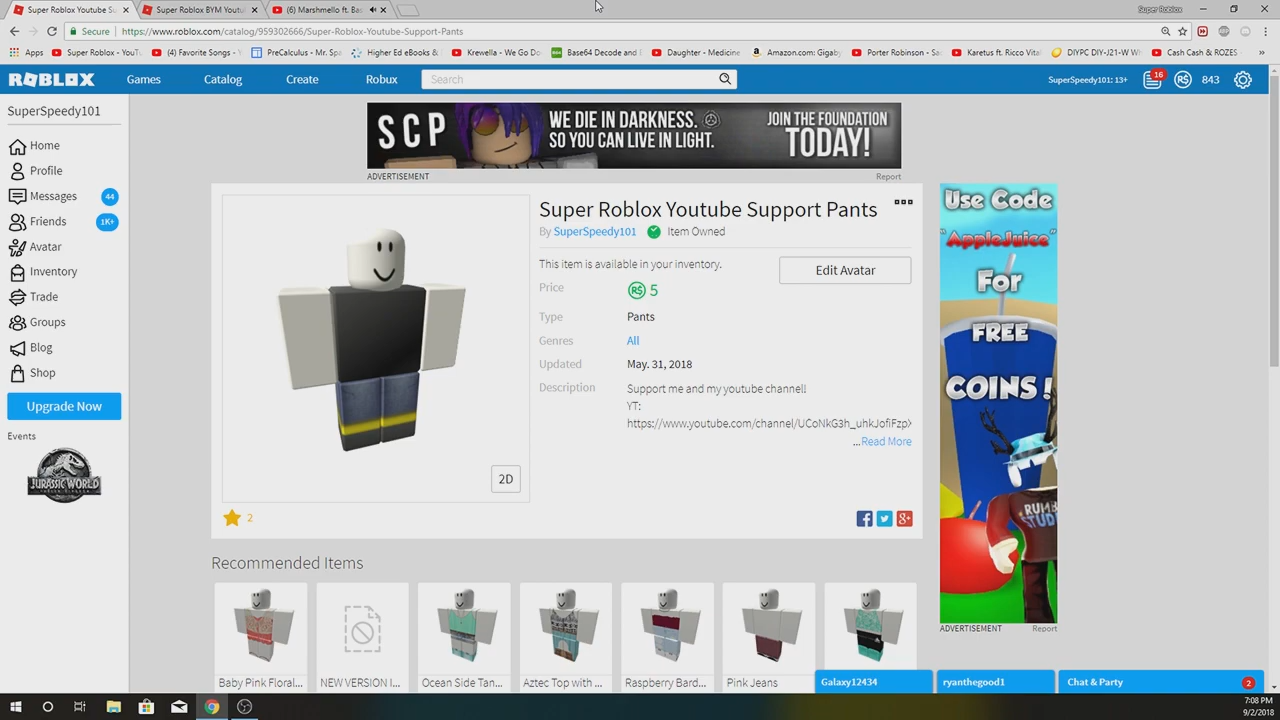 Super Roblox Youtube Su
Super Roblox BYM Youtu
(6) Marshmello ft. Ba
Super Roblox
Secure
https://www.roblox.com/catalog/959302666/Super-Roblox-Youtube-Support-Pants
Apps
Super Roblox - YouT
(4) Favorite Songs - Y
PreCalculus - Mr. Sp
Higher Ed eBooks &
Krewella - We Go Do
Base64 Decode and
Daughter - Medicine
Amazon.com: Gigaby
Porter Robinson - Sa
Karetus ft. Ricco Vital
DIYPC DIY-J21-W W
Cash Cash & ROZES
ROBLOX
Games
Catalog
Create
Robux
Search
SuperSpeedy101: 13+
16
R$
843
SuperSpeedy101
Home
Profile
Messages
44
Friends
1K+
Avatar
Inventory
Trade
Groups
Blog
Shop
Upgrade Now
Events
JURASSIC WORLD
SCP
WE DIE IN DARKNESS.
SO YOU CAN LIVE IN LIGHT.
JOIN THE FOUNDATION
TODAY!
ADVERTISEMENT
Report
Super Roblox Youtube Support Pants
By SuperSpeedy101
Item Owned
This item is available in your inventory.
Edit Avatar
Price
R$ 5
Type
Pants
Genres
All
Updated
May. 31, 2018
Description
Support me and my youtube channel!
YT:
https://www.youtube.com/channel/UCoNkG3h_uhkJofiFzpX
...Read More
2D
2
Use Code
"AppleJuice"
For
FREE
COINS!
RUMB
STUD
ADVERTISEMENT
Report
Recommended Items
Baby Pink Floral...
NEW VERSION I...
Ocean Side Tan...
Aztec Top with ...
Raspberry Bard...
Pink Jeans
Galaxy12434
ryanthegood1
Chat & Party
2
7:08 PM
9/2/2018